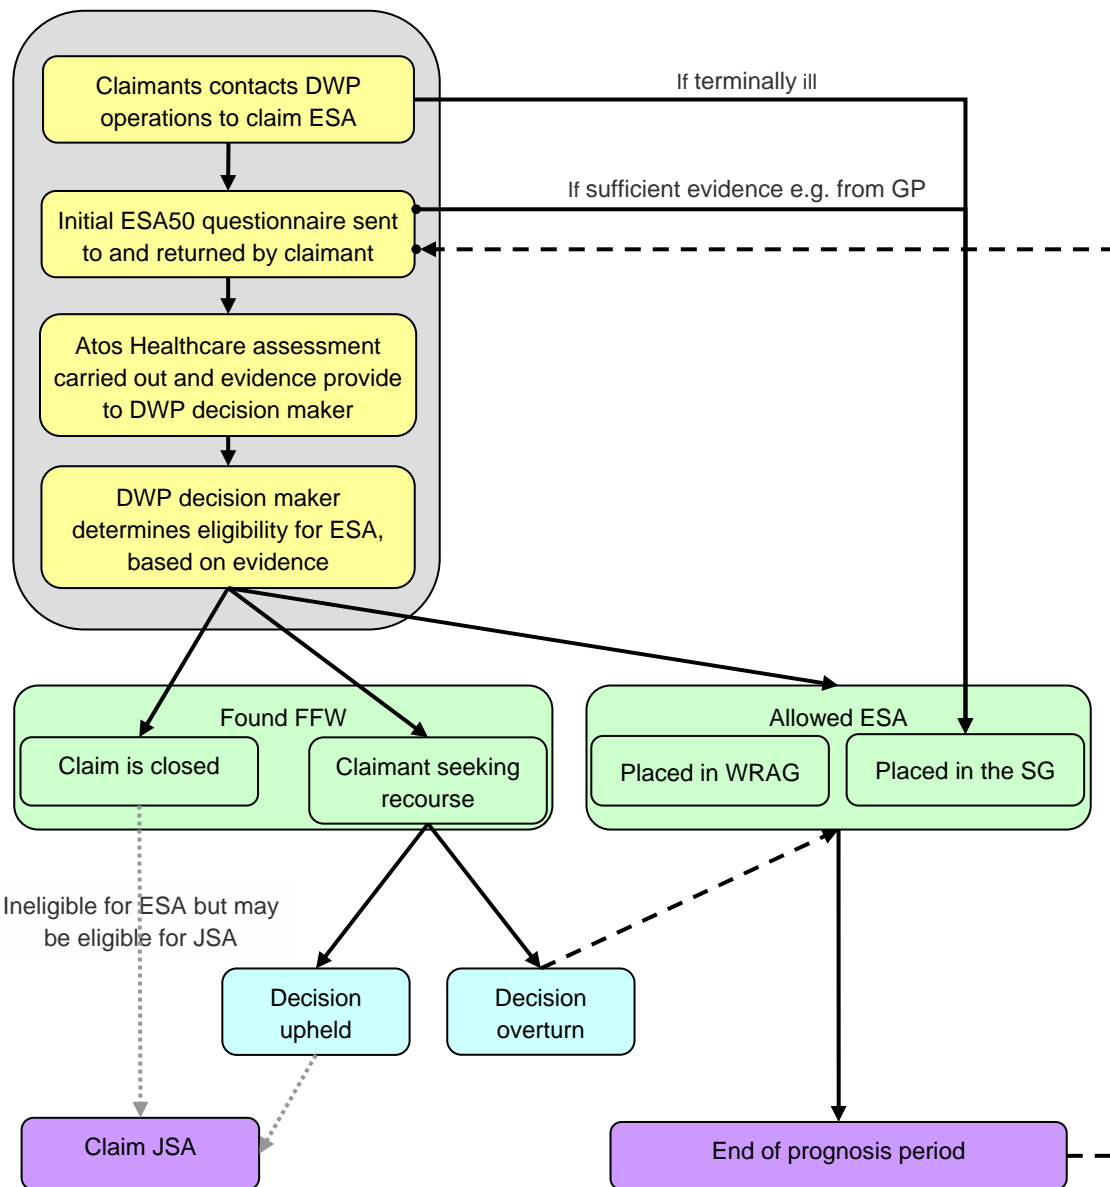 Claimants contacts DWP
operations to claim ESA
If terminally ill
If sufficient evidence e.g. from GP
Initial ESA50 questionnaire sent
to and returned by claimant
Atos Healthcare assessment
carried out and evidence provide
to DWP decision maker
DWP decision maker
determines eligibility for ESA,
based on evidence
Found FFW
Claim is closed
Claimant seeking
recourse
Allowed ESA
Placed in WRAG
Placed in the SG
Ineligible for ESA but may
be eligible for JSA
Decision
upheld
Decision
overturn
Claim JSA
End of prognosis period